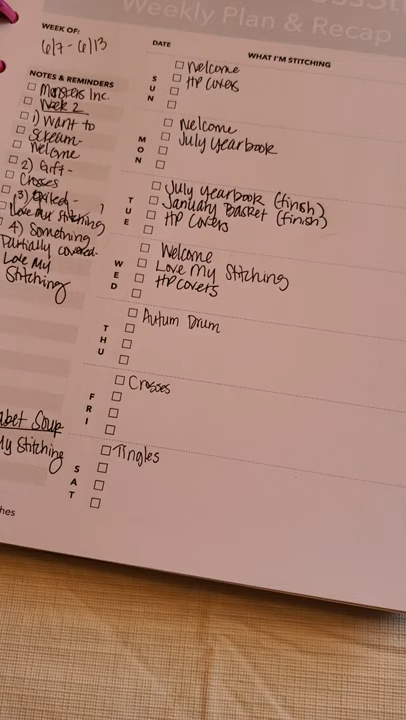 Weekly Plan & Recap
WEEK OF:
6/7 - 6/13
DATE
WHAT I'M STITCHING
NOTES & REMINDERS
Monsters Inc.
Week 2
1) Want to
Scream-
Welcome
2) Gift-
Crosses
3)
Love our Stitching
4) Something
Partially covered-
Love My
Stitching
abet Soup
My Stitching
hes
SUN
Welcome
HP covers
MON
Welcome
July yearbook
TUE
July yearbook (finish)
January Basket (finish)
HP covers
WED
Welcome
Love My Stitching
HP covers
THU
Autum Drum
FRI
Crosses
SAT
Tingles